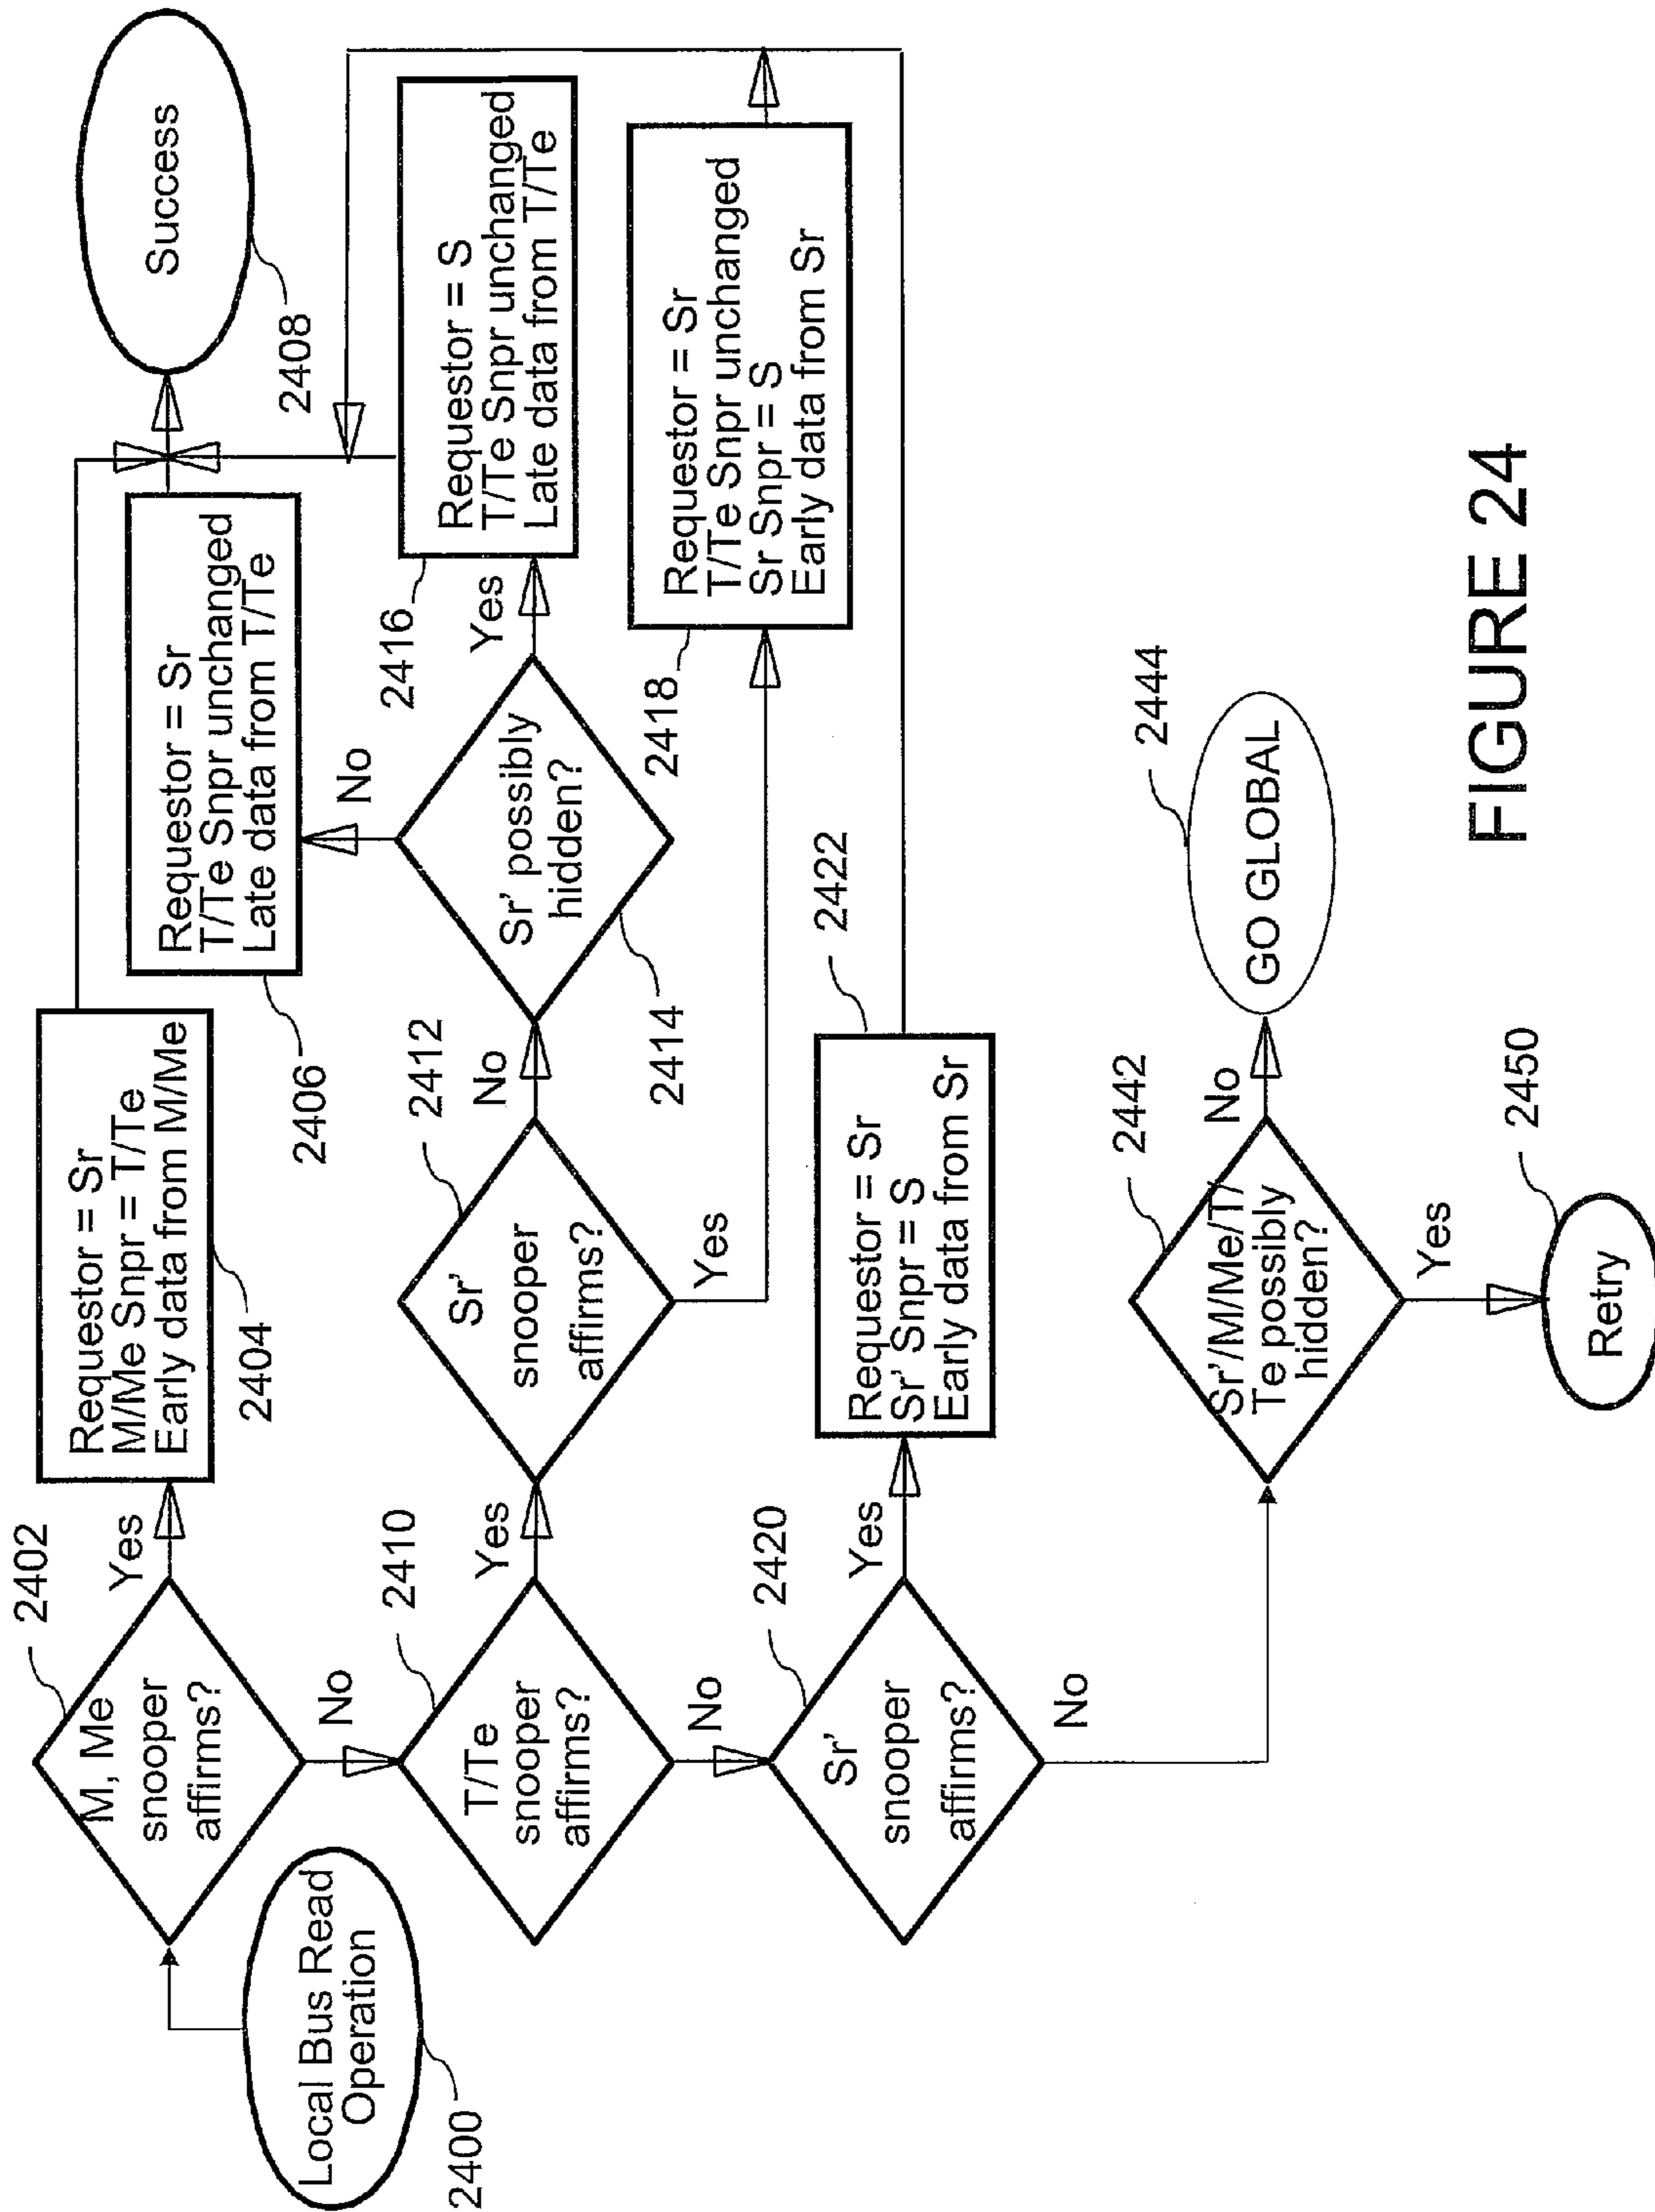 2400
Local Bus Read
Operation
2402
M, Me
snooper
affirms?
Yes
No
2404
Requestor = Sr
M/Me Snpr = T/Te
Early data from M/Me
2406
Requestor = Sr
T/Te Snpr unchanged
Late data from T/Te
2408
Success
2410
T/Te
snooper
affirms?
Yes
No
2412
Sr'
snooper
affirms?
No
Yes
2414
Sr' possibly
hidden?
No
Yes
2416
Requestor = S
T/Te Snpr unchanged
Late data from T/Te
2418
Requestor = Sr
T/Te Snpr unchanged
Sr Snpr = S
Early data from Sr
2420
Sr'
snooper
affirms?
Yes
No
2422
Requestor = Sr
Sr' Snpr = S
Early data from Sr
2442
Sr'/M/Me/T/
Te possibly
hidden?
No
Yes
2444
GO GLOBAL
2450
Retry
FIGURE 24